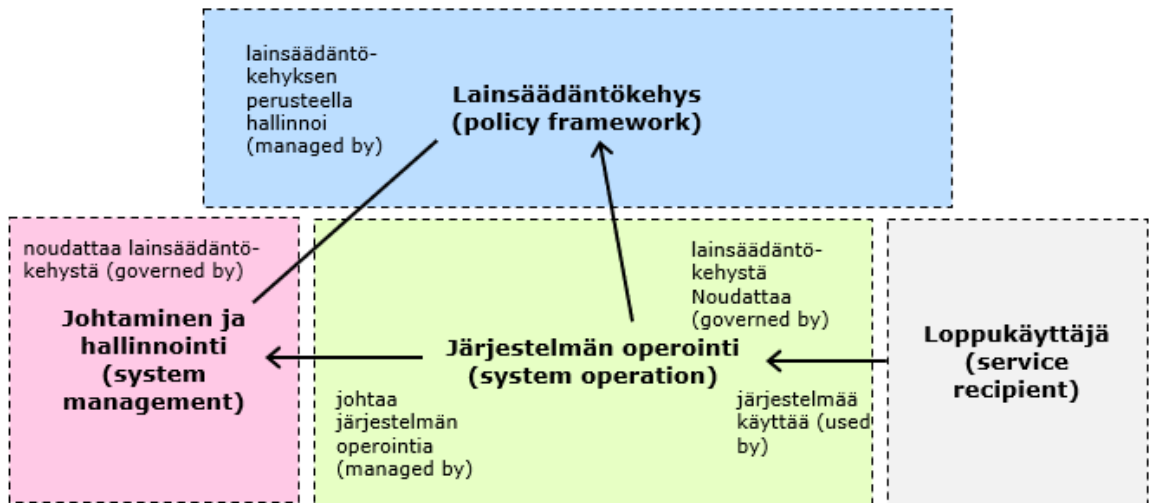 lainsäädäntö-
kehyksen
perusteella
hallinnoi
(managed by)
Lainsäädäntökehys
(policy framework)
noudattaa lainsäädäntö-
kehystä (governed by)
Johtaminen ja
hallinnointi
(system
management)
lainsäädäntö-
kehystä
Noudattaa
(governed by)
Järjestelmän operointi
(system operation)
johtaa
järjestelmän
operointia
(managed by)
järjestelmää
käyttää (used
by)
Loppukäyttäjä
(service
recipient)